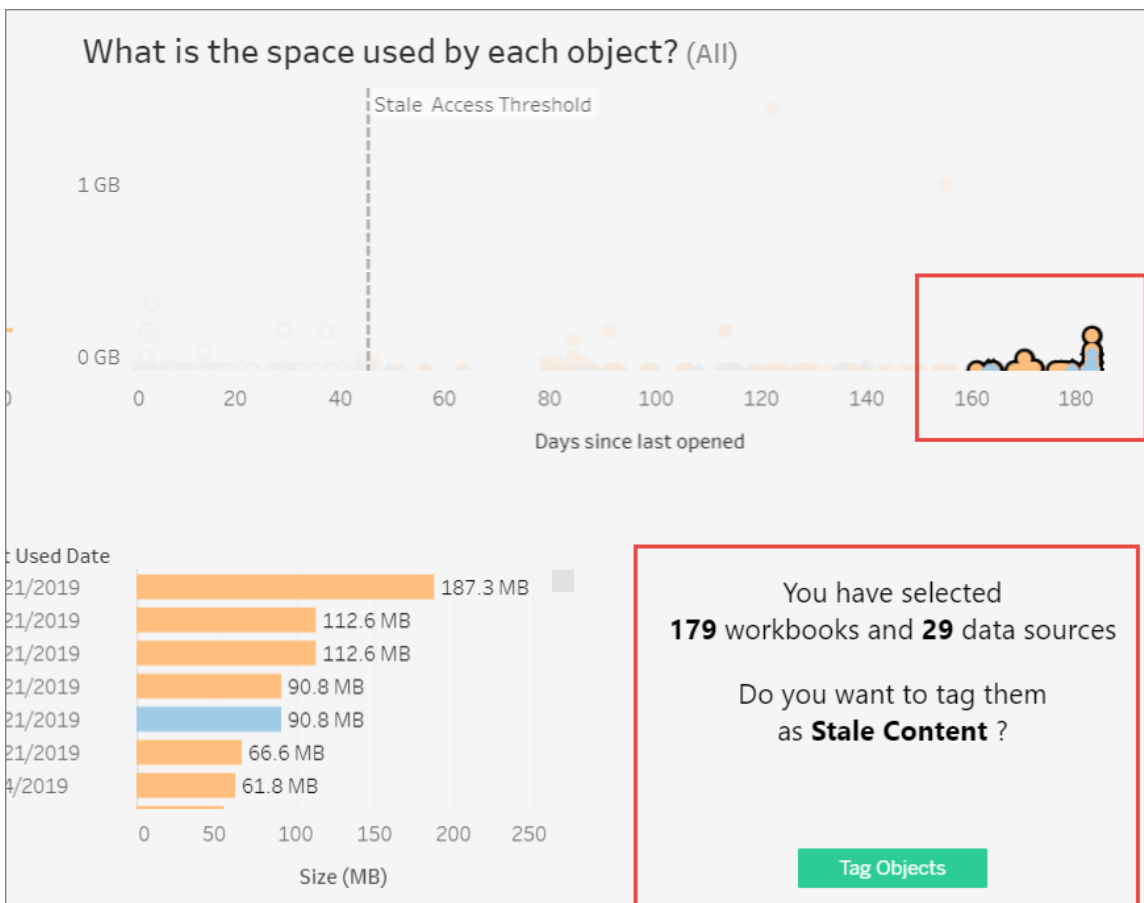 What is the space used by each object? (All)
Stale Access Threshold
1 GB
0 GB
0 20 40 60 80 100 120 140 160 180
Days since last opened
Used Date
21/2019 187.3 MB
21/2019 112.6 MB
21/2019 112.6 MB
21/2019 90.8 MB
21/2019 90.8 MB
21/2019 66.6 MB
4/2019 61.8 MB
0 50 100 150 200 250
Size (MB)
You have selected
179 workbooks and 29 data sources
Do you want to tag them
as Stale Content ?
Tag Objects